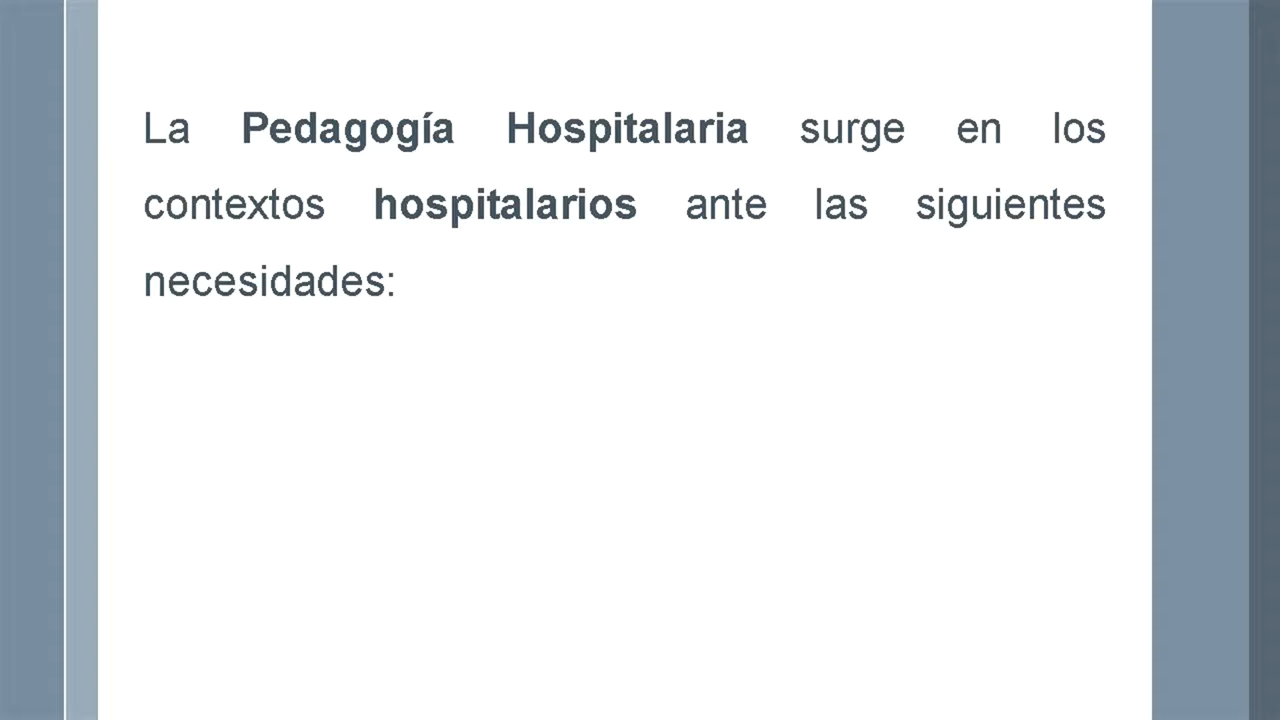 La Pedagogía Hospitalaria surge en los
contextos hospitalarios ante las siguientes
necesidades: